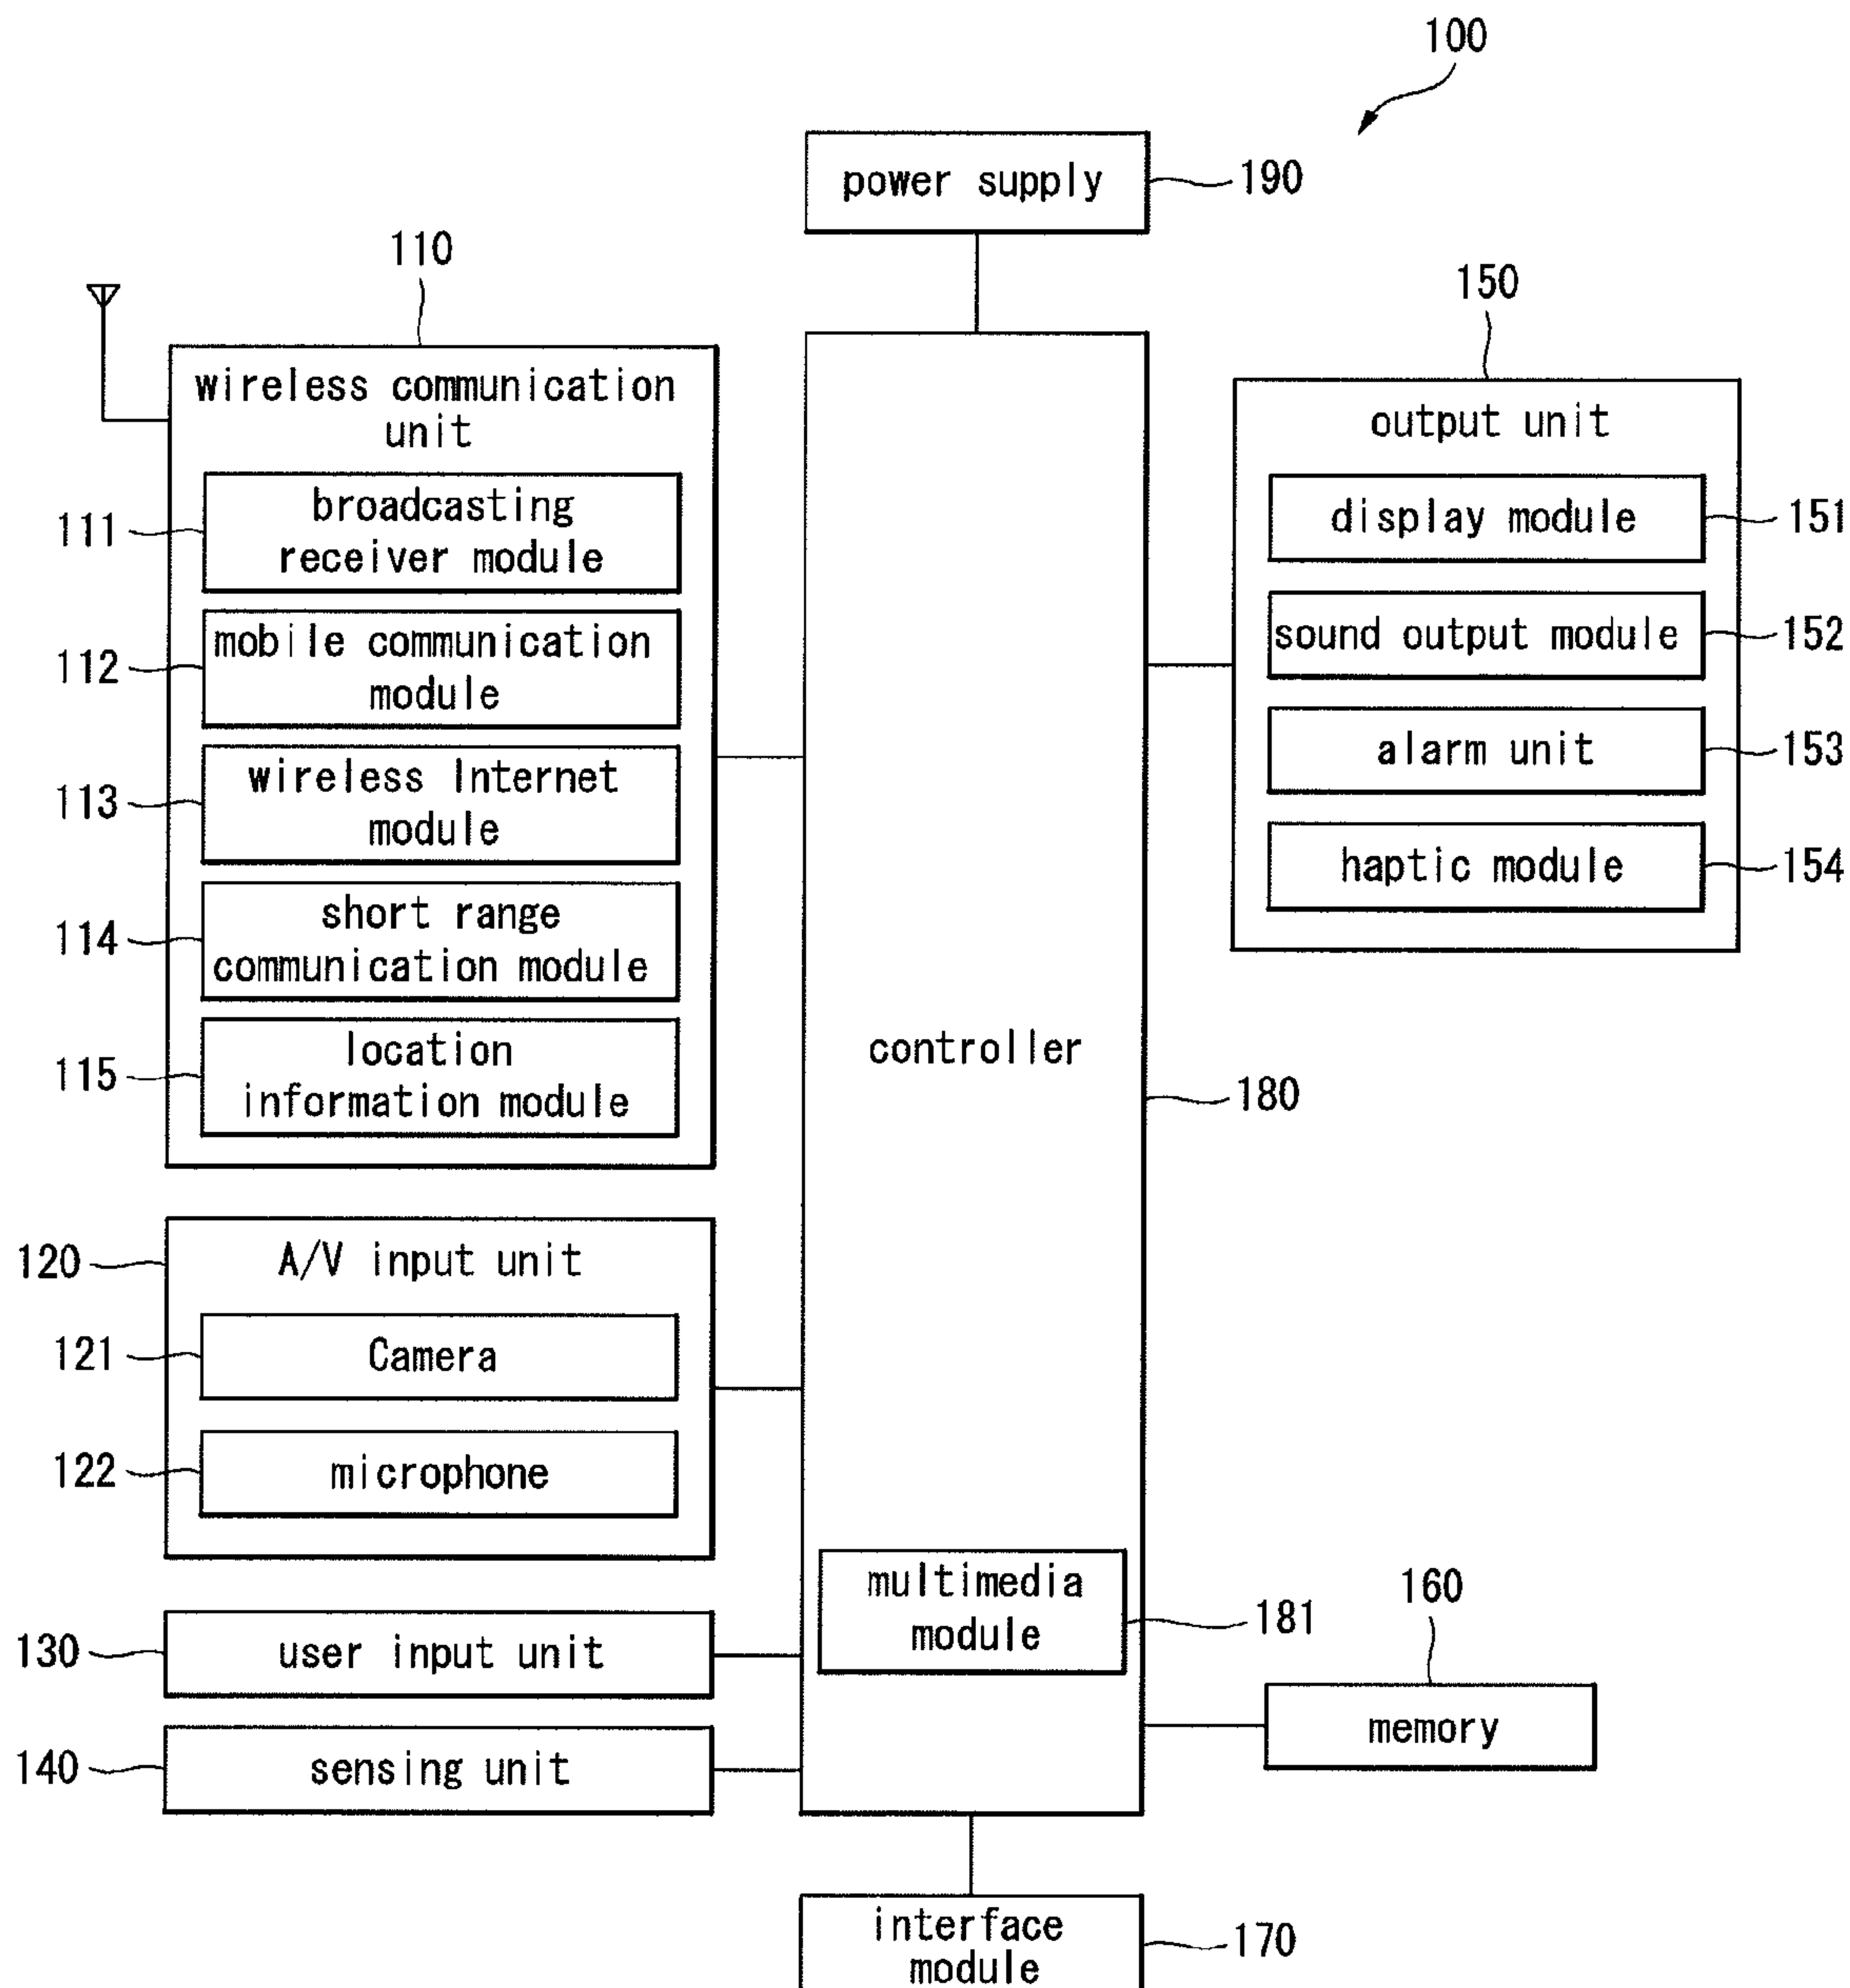 100
power supply
190
110
wireless communication
unit
111
broadcasting
receiver module
112
mobile communication
module
113
wireless Internet
module
114
short range
communication module
115
location
information module
150
output unit
display module
151
sound output module
152
alarm unit
153
haptic module
154
controller
180
120
A/V input unit
121
Camera
122
microphone
multimedia
module
181
130
user input unit
140
sensing unit
160
memory
interface
module
170